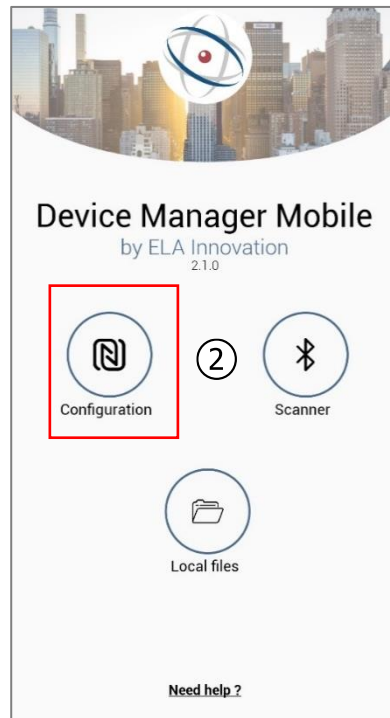 Device Manager Mobile
by ELA Innovation
2.1.0
②
Configuration
Scanner
Local files
Need help ?